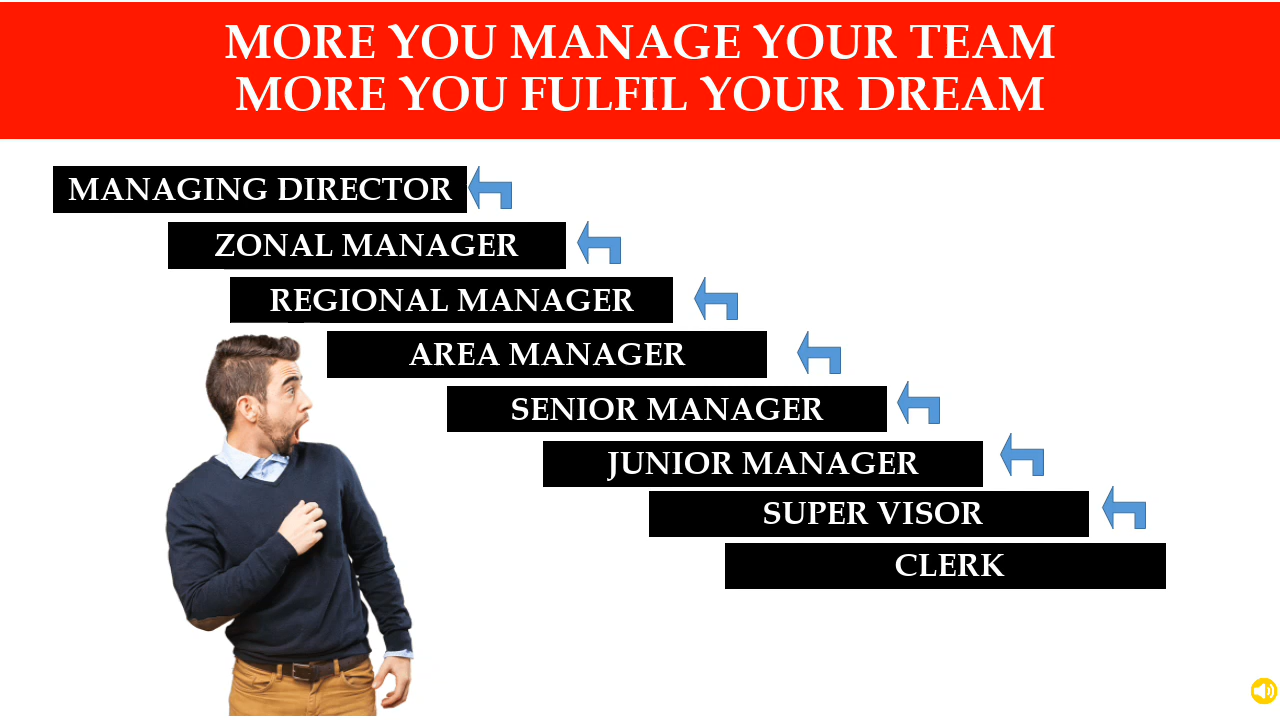 MORE YOU MANAGE YOUR TEAM
MORE YOU FULFIL YOUR DREAM
MANAGING DIRECTOR
ZONAL MANAGER
REGIONAL MANAGER
AREA MANAGER
SENIOR MANAGER
JUNIOR MANAGER
SUPER VISOR
CLERK